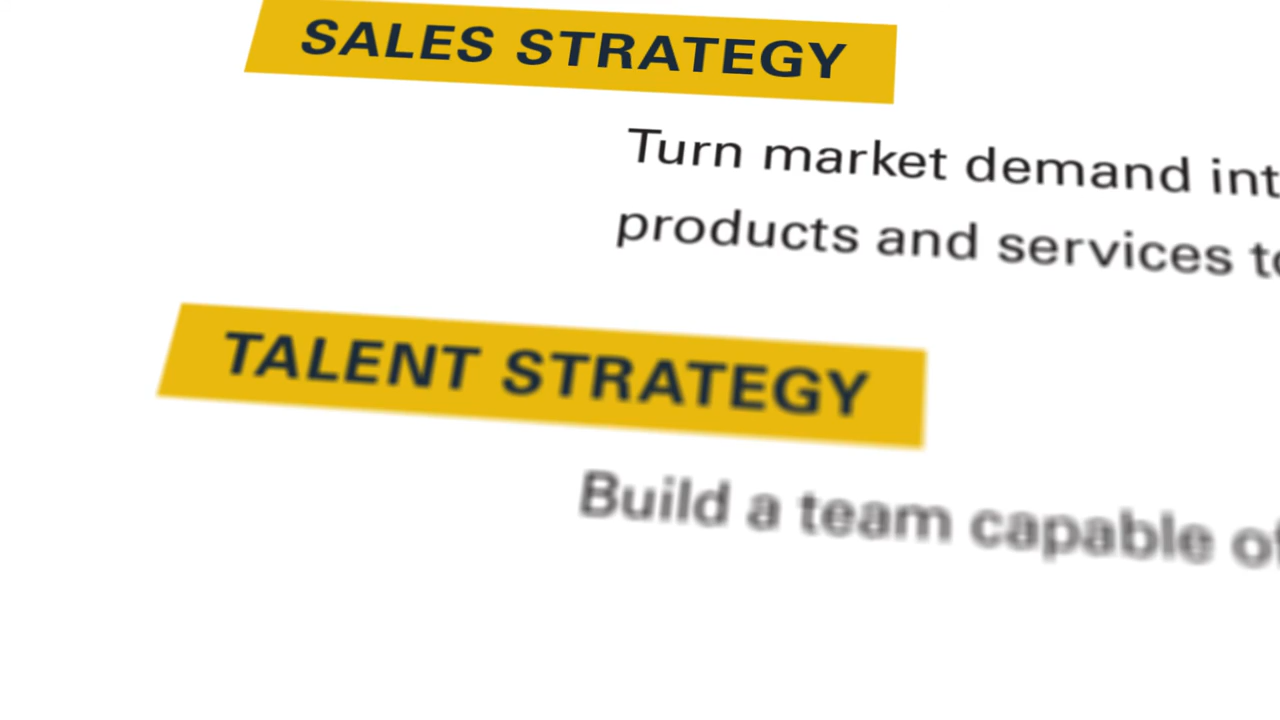 SALES STRATEGY
Turn market demand int
products and services to
TALENT STRATEGY
Build a team capable of